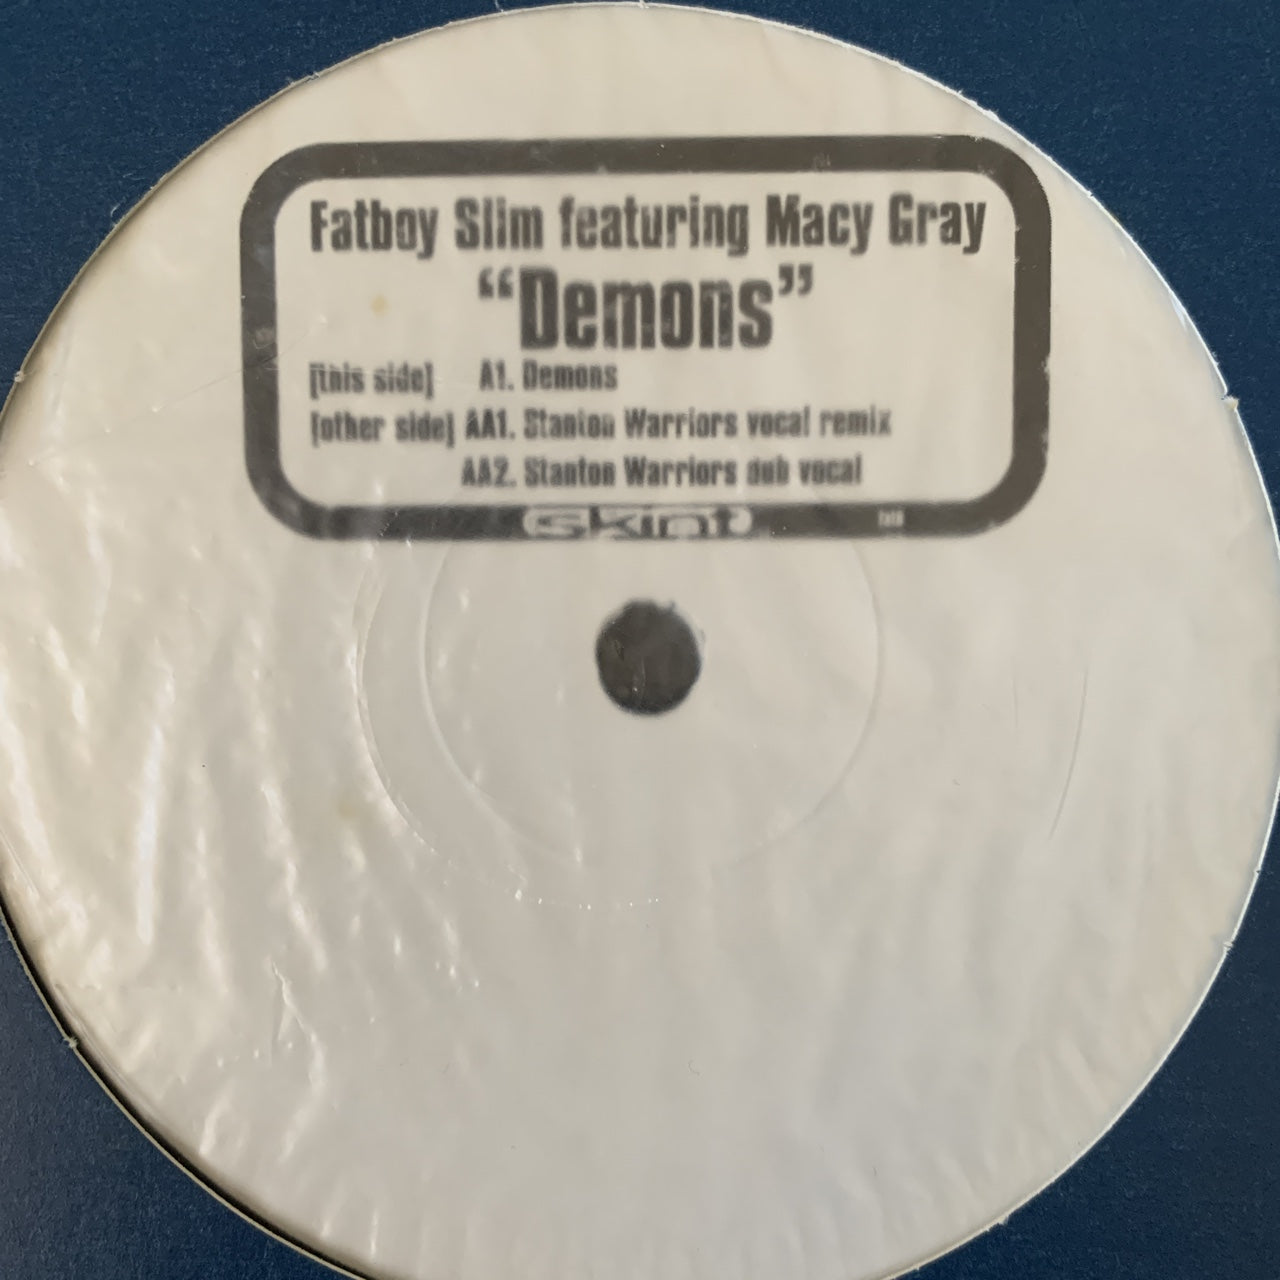 Fatboy Slim featuring Macy Gray
“Demons”
[this side] A1. Demons
[other side] AA1. Stanton Warriors vocal remix
AA2. Stanton Warriors dub vocal
skint